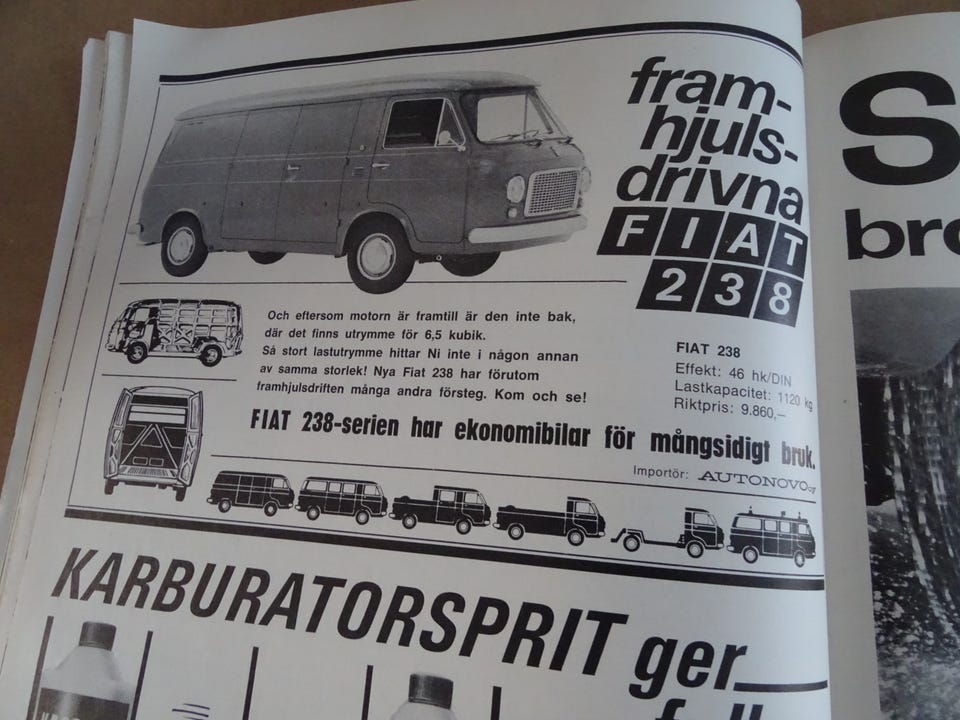 fram-
hjuls-
drivna
FIAT
238
Och eftersom motorn är framtill är den inte bak,
där det finns utrymme för 6,5 kubik.
Så stort lastutrymme hittar Ni inte i någon annan
av samma storlek! Nya Fiat 238 har förutom
framhjulsdriften många andra försteg. Kom och se!
FIAT 238
Effekt: 46 hk/DIN
Lastkapacitet: 1120 kg
Riktpris: 9.860,–
FIAT 238-serien har ekonomibilar för mångsidigt bruk.
Importör: AUTONOVO oy
KARBURATORSPRIT ger
S
bro